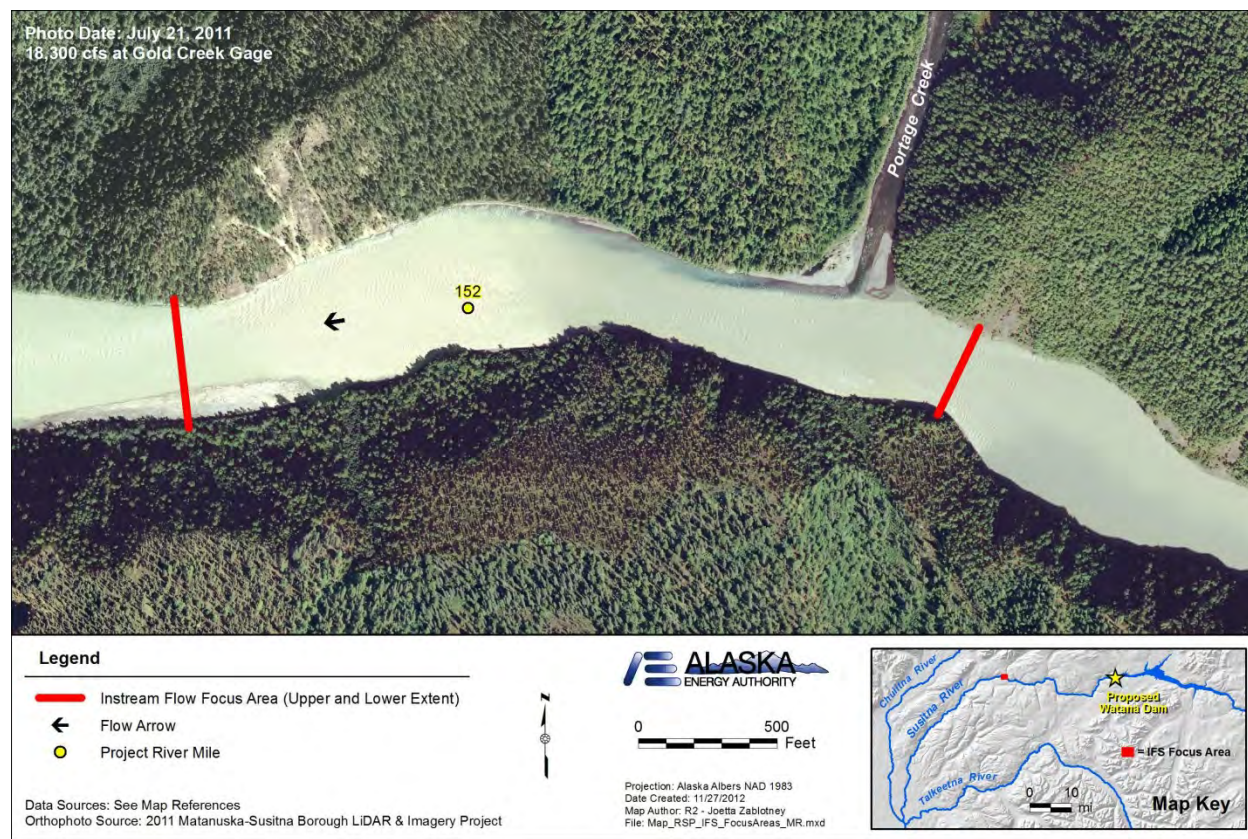 Photo Date: July 21, 2011
18,300 cfs at Gold Creek Gage
Portage Creek
152
Legend
Instream Flow Focus Area (Upper and Lower Extent)
Flow Arrow
Project River Mile
Data Sources: See Map References
Orthophoto Source: 2011 Matanuska-Susitna Borough LiDAR & Imagery Project
N
ALASKA
ENERGY AUTHORITY
0 500
Feet
Projection: Alaska Albers NAD 1983
Date Created: 11/27/2012
Map Author: R2 - Joetta Zablotney
File: Map_RSP_IFS_FocusAreas_MR.mxd
Chulitna River
Susitna River
Proposed
Watana Dam
= IFS Focus Area
Talkeetna River
0 10
mi
Map Key